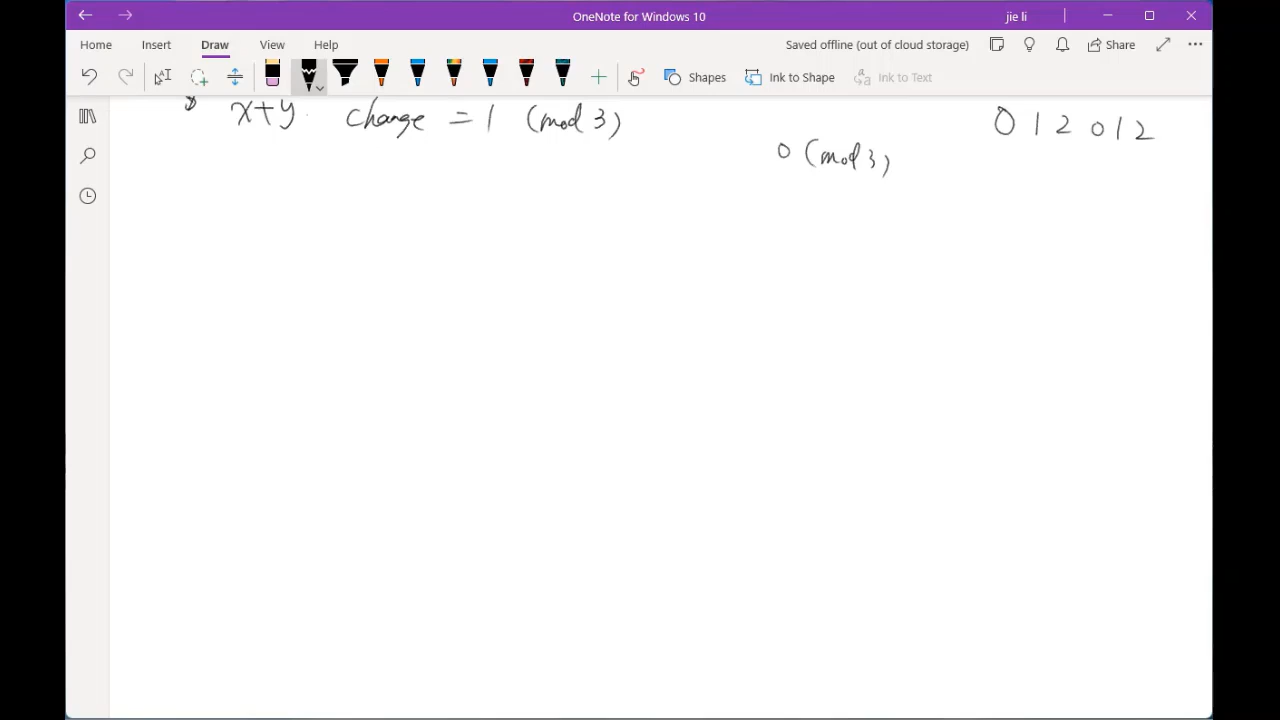 OneNote for Windows 10
jie li
Home Insert Draw View Help
Saved offline (out of cloud storage)
Share
Shapes
Ink to Shape
Ink to Text
x+y. change = 1 (mod 3)
0 1 2 0 1 2
0 (mod 3)